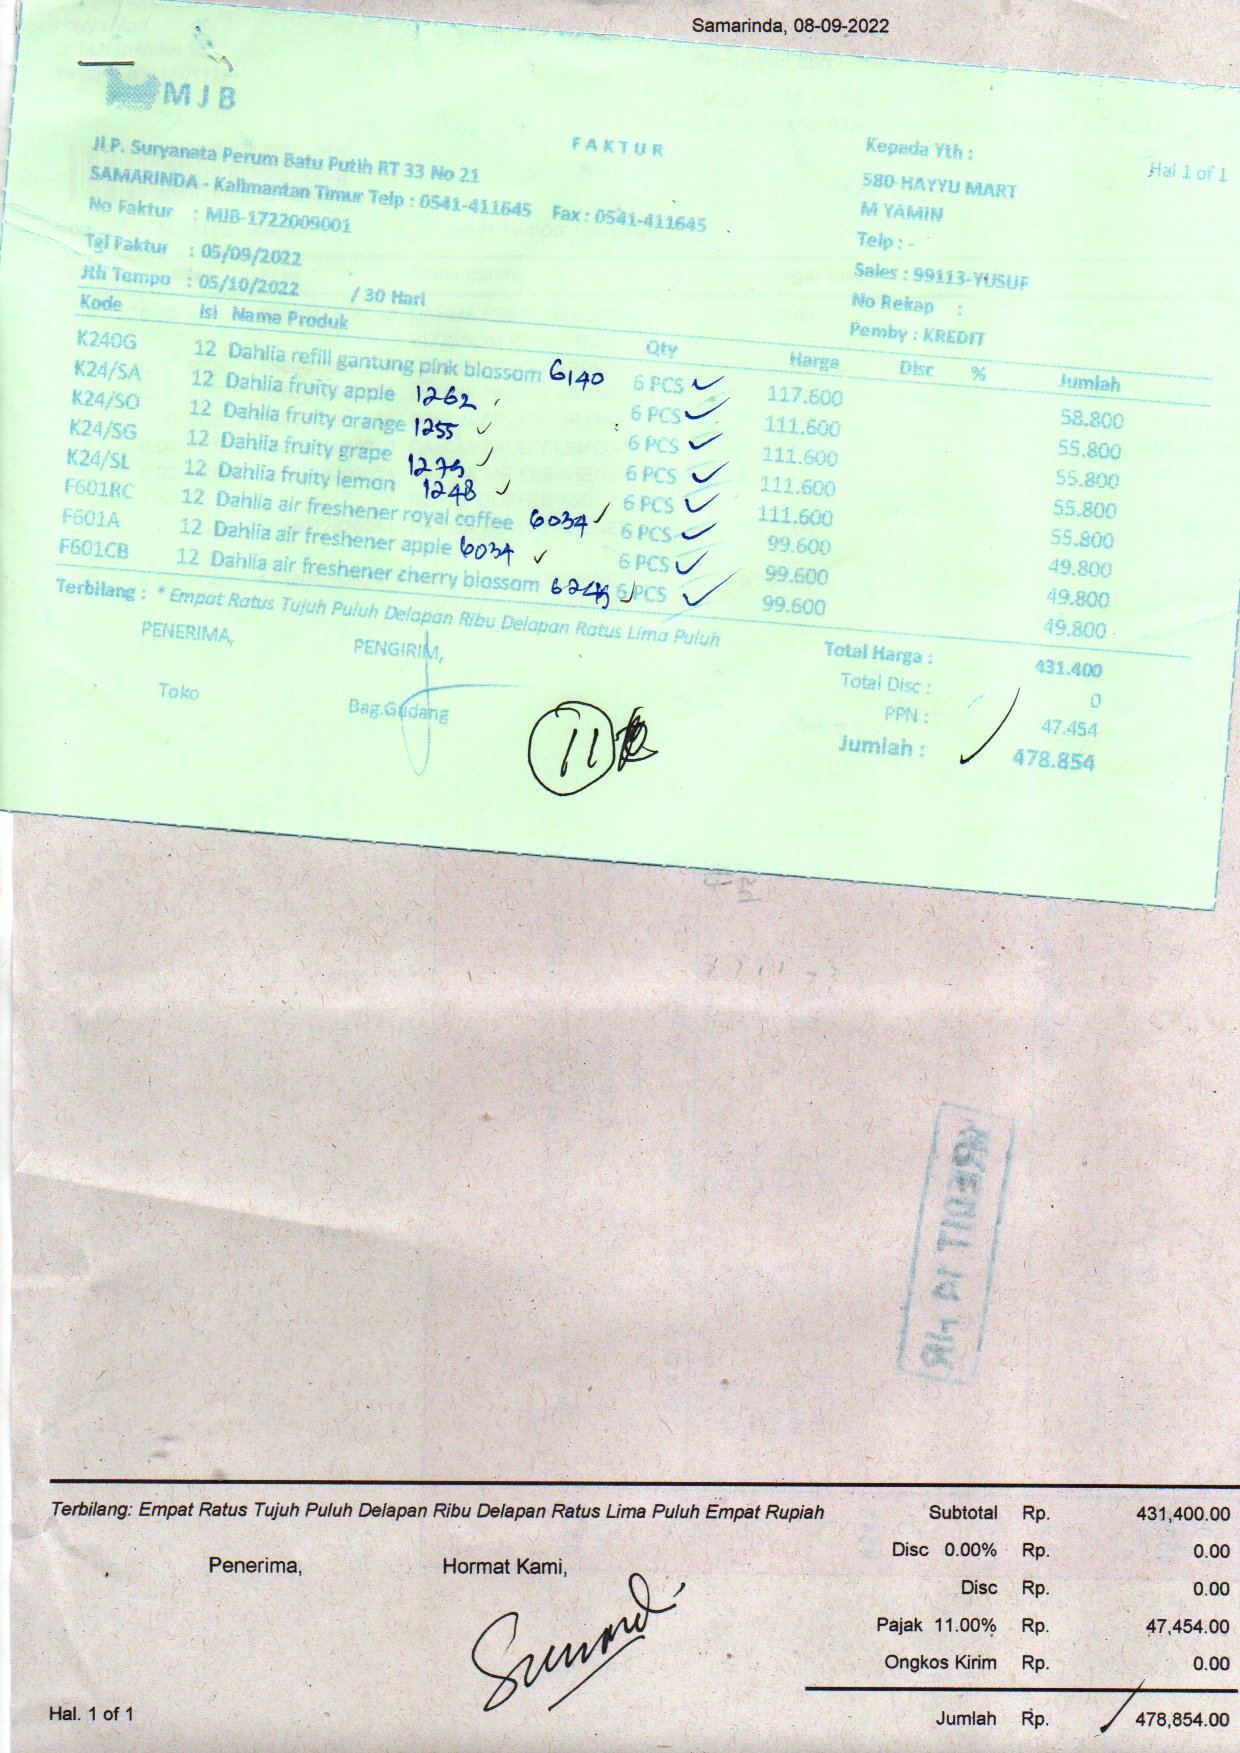 Samarinda, 08-09-2022
MJB
FAKTUR
Kepada Yth :
Hal 1 of 1
Jl.P. Suryanata Perum Batu Putih RT 33 No 21
580-HAYYU MART
SAMARINDA - Kalimantan Timur Telp : 0541-411645 Fax : 0541-411645
M YAMIN
No Faktur : MJB-1722009001
Telp : -
Tgl Faktur : 05/09/2022
Sales : 99113-YUSUF
Jth Tempo : 05/10/2022 / 30 Hari
No Rekap :
Pemby : KREDIT
Kode Isi Nama Produk Qty Harga Disc % Jumlah
K240G 12 Dahlia refill gantung pink blossom 6140 6 PCS 117.600 58.800
K24/SA 12 Dahlia fruity apple 1262 6 PCS 111.600 55.800
K24/SO 12 Dahlia fruity orange 1255 6 PCS 111.600 55.800
K24/SG 12 Dahlia fruity grape 6 PCS 111.600 55.800
K24/SL 12 Dahlia fruity lemon 1248 6 PCS 111.600 55.800
F601RC 12 Dahlia air freshener royal coffee 6034 6 PCS 99.600 49.800
F601A 12 Dahlia air freshener apple 6034 6 PCS 99.600 49.800
F601CB 12 Dahlia air freshener cherry blossom 6 PCS 99.600 49.800
Terbilang : * Empat Ratus Tujuh Puluh Delapan Ribu Delapan Ratus Lima Puluh
Total Harga : 431.400
PENERIMA, PENGIRIM,
Total Disc : 0
PPN : 47.454
Toko Bag.Gudang
Jumlah : 478.854
11
Terbilang: Empat Ratus Tujuh Puluh Delapan Ribu Delapan Ratus Lima Puluh Empat Rupiah
Subtotal Rp. 431,400.00
Disc 0.00% Rp. 0.00
Penerima, Hormat Kami,
Disc Rp. 0.00
Pajak 11.00% Rp. 47,454.00
Ongkos Kirim Rp. 0.00
Hal. 1 of 1
Jumlah Rp. 478,854.00